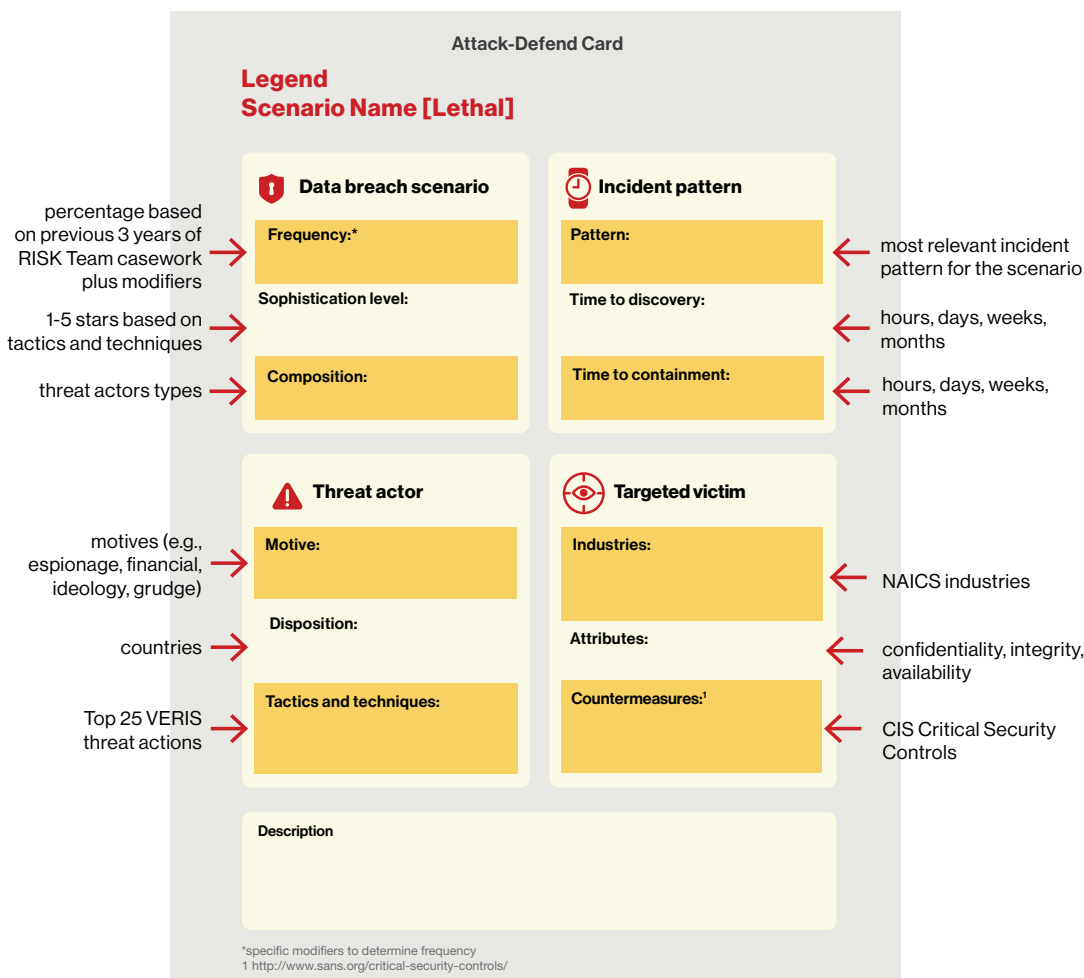 Attack-Defend Card
Legend
Scenario Name [Lethal]
Data breach scenario
percentage based
on previous 3 years of
RISK Team casework
plus modifiers
Frequency:*
1-5 stars based on
tactics and techniques
Sophistication level:
threat actors types
Composition:
Incident pattern
Pattern:
most relevant incident
pattern for the scenario
Time to discovery:
hours, days, weeks,
months
Time to containment:
hours, days, weeks,
months
Threat actor
motives (e.g.,
espionage, financial,
ideology, grudge)
Motive:
countries
Disposition:
Top 25 VERIS
threat actions
Tactics and techniques:
Targeted victim
Industries:
NAICS industries
Attributes:
confidentiality, integrity,
availability
Countermeasures:¹
CIS Critical Security
Controls
Description
*specific modifiers to determine frequency
1 http://www.sans.org/critical-security-controls/